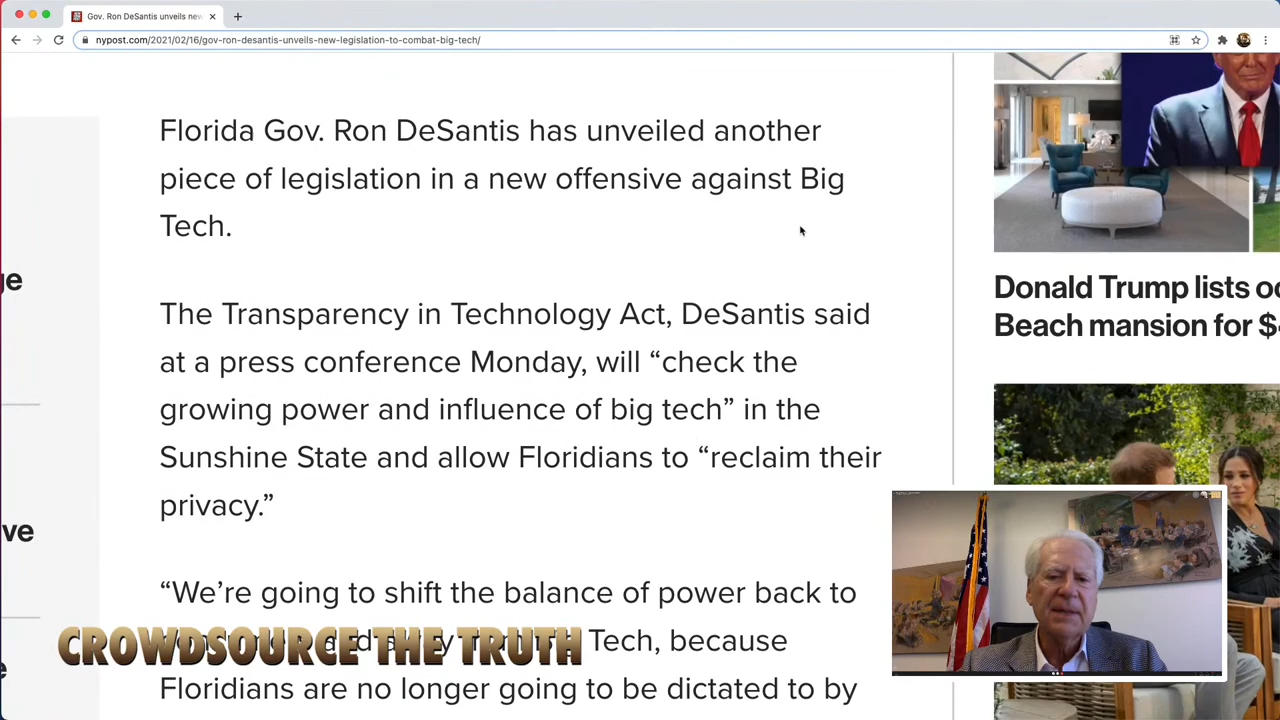 Gov. Ron DeSantis unveils new
nypost.com/2021/02/16/gov-ron-desantis-unveils-new-legislation-to-combat-big-tech/
Florida Gov. Ron DeSantis has unveiled another
piece of legislation in a new offensive against Big
Tech.
The Transparency in Technology Act, DeSantis said
at a press conference Monday, will “check the
growing power and influence of big tech” in the
Sunshine State and allow Floridians to “reclaim their
privacy.”
“We’re going to shift the balance of power back to
Tech, because
Floridians are no longer going to be dictated to by
CROWDSOURCE THE TRUTH
Donald Trump lists
Beach mansion for $
ve